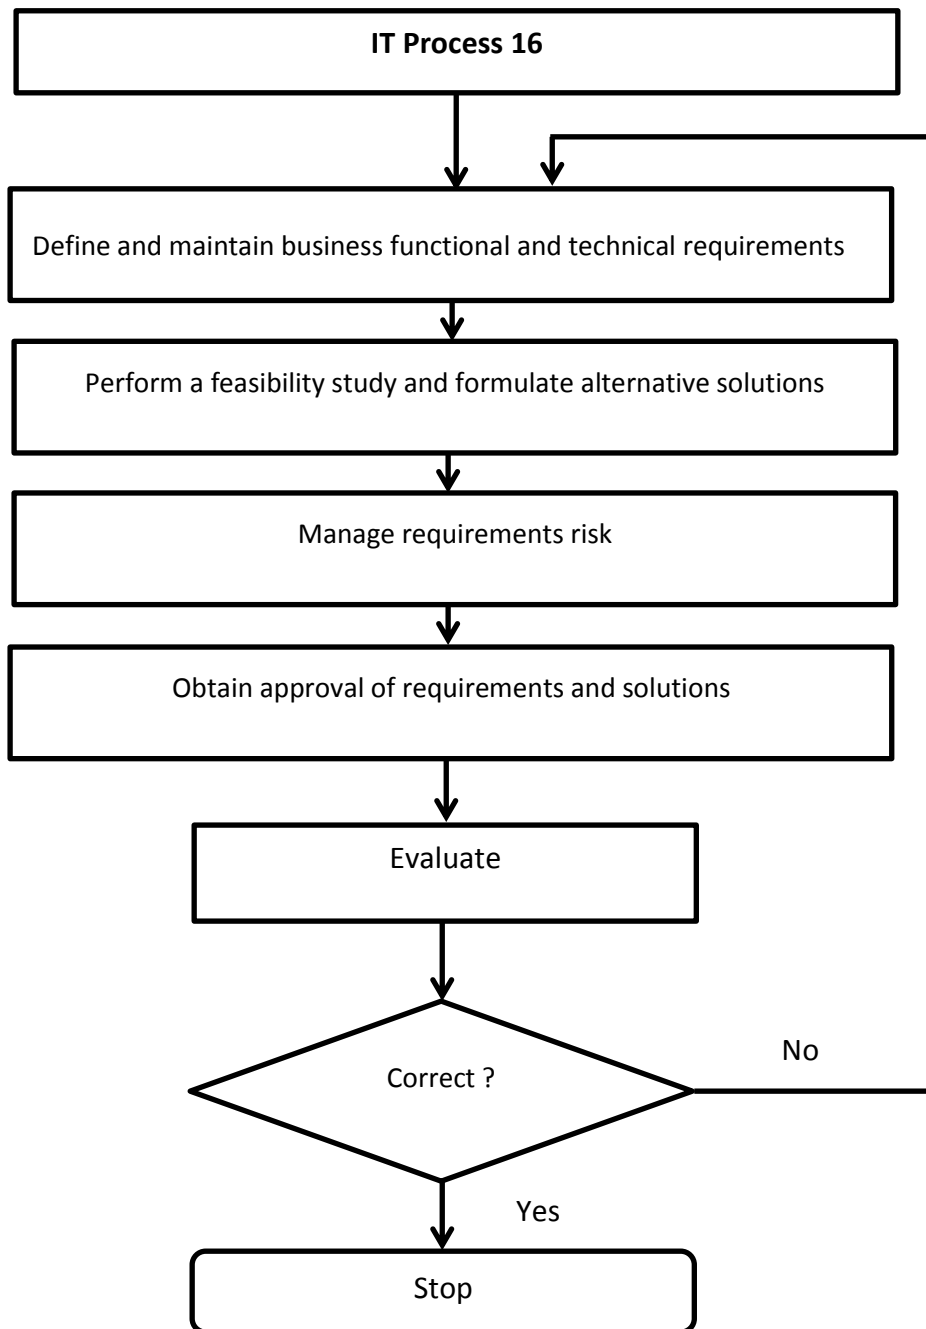 IT Process 16
Define and maintain business functional and technical requirements
Perform a feasibility study and formulate alternative solutions
Manage requirements risk
Obtain approval of requirements and solutions
Evaluate
Correct ?
No
Yes
Stop